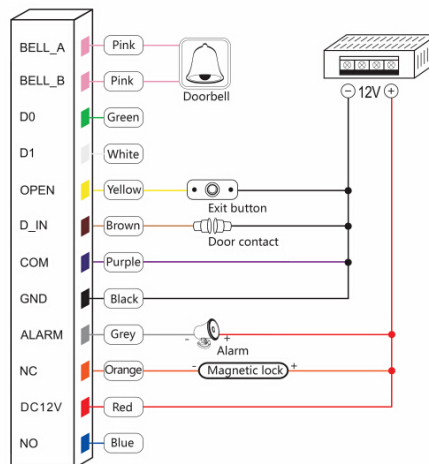 BELL_A Pink
BELL_B Pink
Doorbell
D0 Green
− 12V +
D1 White
OPEN Yellow
Exit button
D_IN Brown
Door contact
COM Purple
GND Black
ALARM Grey - +
Alarm
NC Orange - Magnetic lock +
DC12V Red
NO Blue